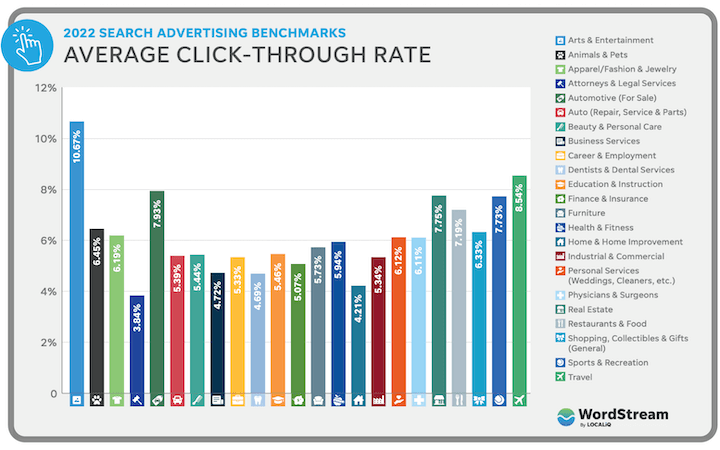 2022 SEARCH ADVERTISING BENCHMARKS
AVERAGE CLICK-THROUGH RATE
12%
10%
8%
6%
4%
2%
0
10.67%
6.45%
6.19%
3.84%
7.93%
5.39%
5.44%
4.72%
5.33%
4.69%
5.46%
5.07%
5.73%
5.94%
4.21%
5.34%
6.12%
6.11%
7.75%
7.19%
6.33%
7.73%
8.54%
Arts & Entertainment
Animals & Pets
Apparel/Fashion & Jewelry
Attorneys & Legal Services
Automotive (For Sale)
Auto (Repair, Service & Parts)
Beauty & Personal Care
Business Services
Career & Employment
Dentists & Dental Services
Education & Instruction
Finance & Insurance
Furniture
Health & Fitness
Home & Home Improvement
Industrial & Commercial
Personal Services
(Weddings, Cleaners, etc.)
Physicians & Surgeons
Real Estate
Restaurants & Food
Shopping, Collectibles & Gifts
(General)
Sports & Recreation
Travel
WordStream
By LOCALiQ